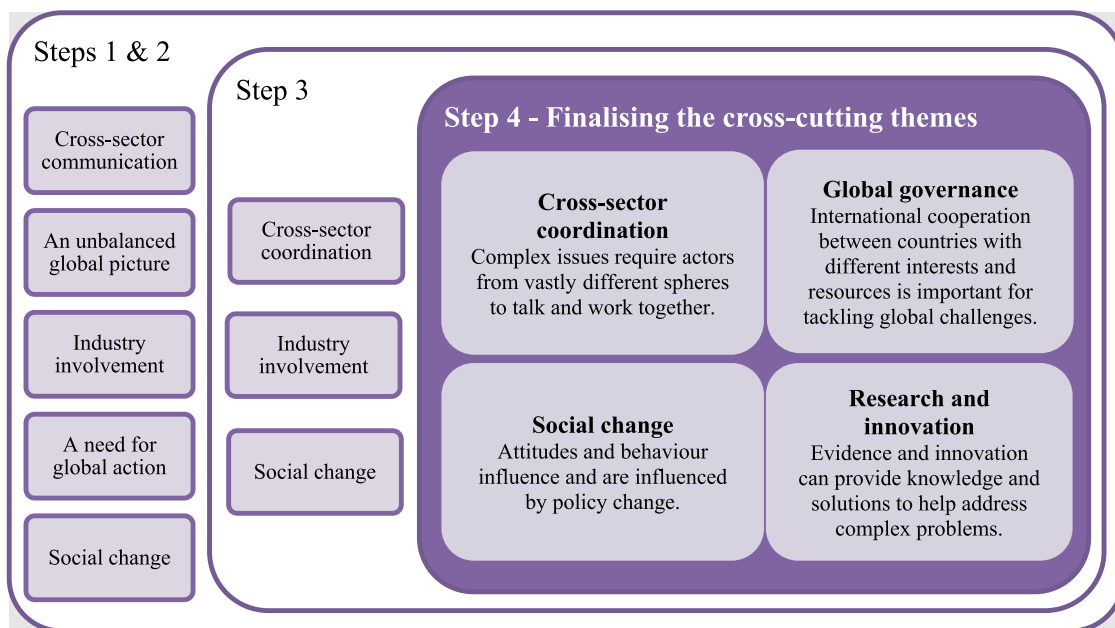 Steps 1 & 2
Cross-sector
communication
An unbalanced
global picture
Industry
involvement
A need for
global action
Social change
Step 3
Cross-sector
coordination
Industry
involvement
Social change
Step 4 - Finalising the cross-cutting themes
Cross-sector
coordination
Complex issues require actors
from vastly different spheres
to talk and work together.
Global governance
International cooperation
between countries with
different interests and
resources is important for
tackling global challenges.
Social change
Attitudes and behaviour
influence and are influenced
by policy change.
Research and
innovation
Evidence and innovation
can provide knowledge and
solutions to help address
complex problems.